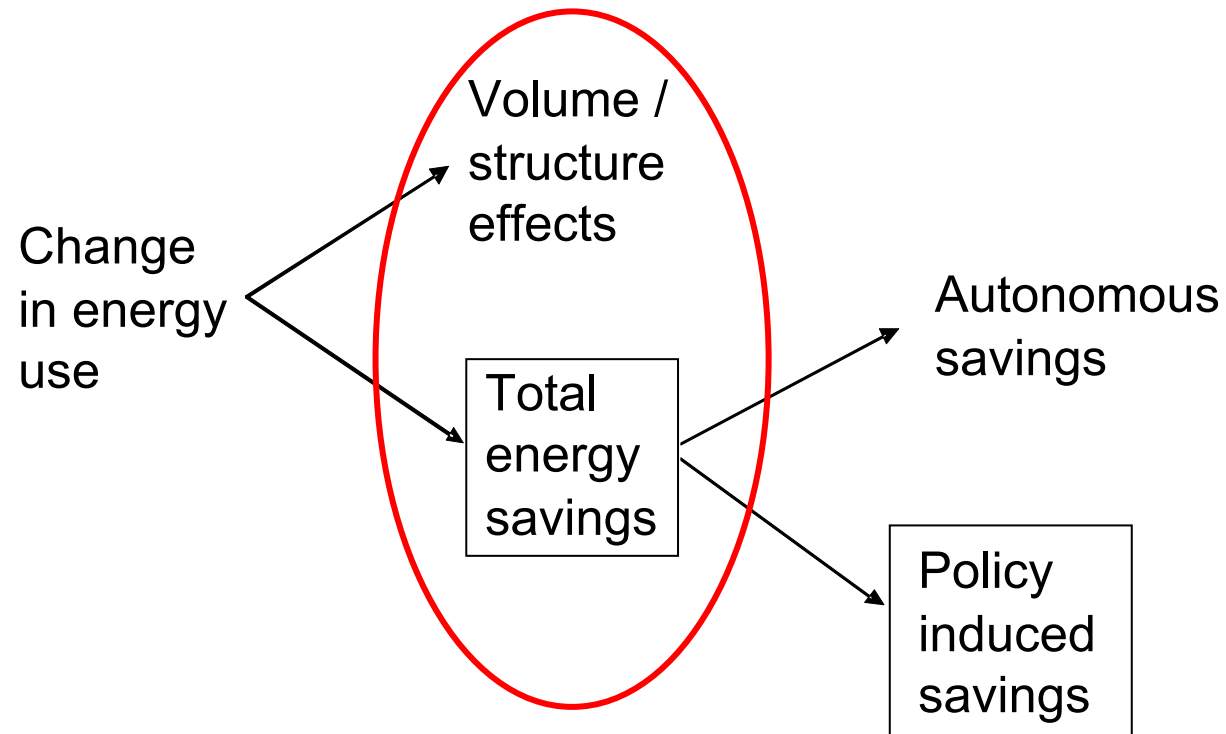 Change
in energy
use
Volume /
structure
effects
Total
energy
savings
Autonomous
savings
Policy
induced
savings